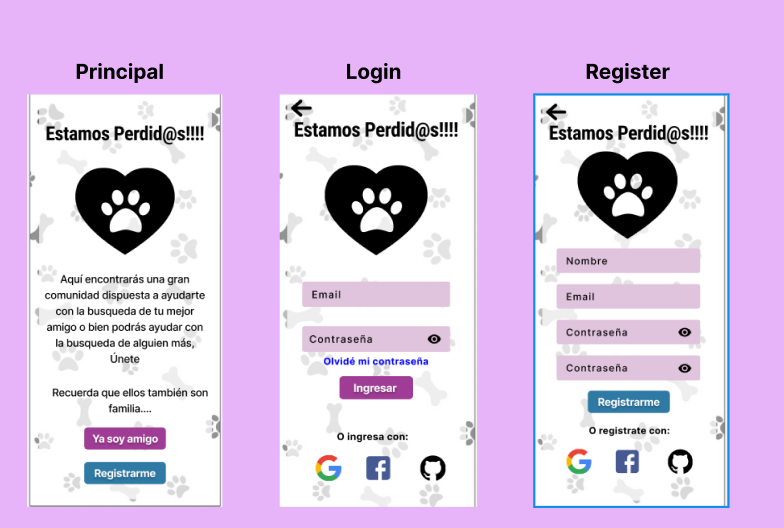 Principal
Estamos Perdid@s!!!!
Aquí encontrarás una gran
comunidad dispuesta a ayudarte
con la busqueda de tu mejor
amigo o bien podrás ayudar con
la busqueda de alguien más,
Únete
Recuerda que ellos también son
familia....
Ya soy amigo
Registrarme
Login
Estamos Perdid@s!!!!
Email
Contraseña
Olvidé mi contraseña
Ingresar
O ingresa con:
Register
Estamos Perdid@s!!!!
Nombre
Email
Contraseña
Contraseña
Registrarme
O registrate con: